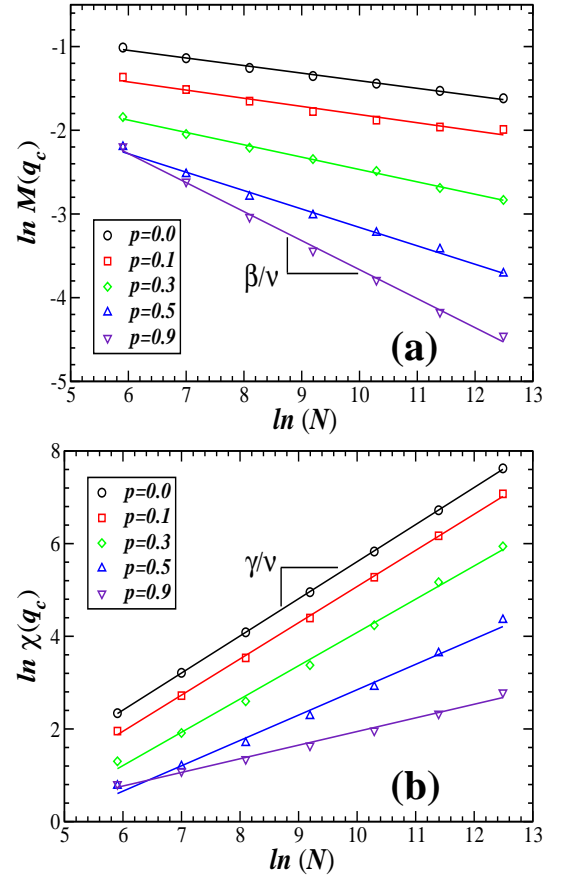 -1
-2
-3
-4
-5
ln M(q_c)
p=0.0
p=0.1
p=0.3
p=0.5
p=0.9
β/ν
(a)
5 6 7 8 9 10 11 12 13
ln (N)
8
6
4
2
0
ln χ(q_c)
p=0.0
p=0.1
p=0.3
p=0.5
p=0.9
γ/ν
(b)
5 6 7 8 9 10 11 12 13
ln (N)